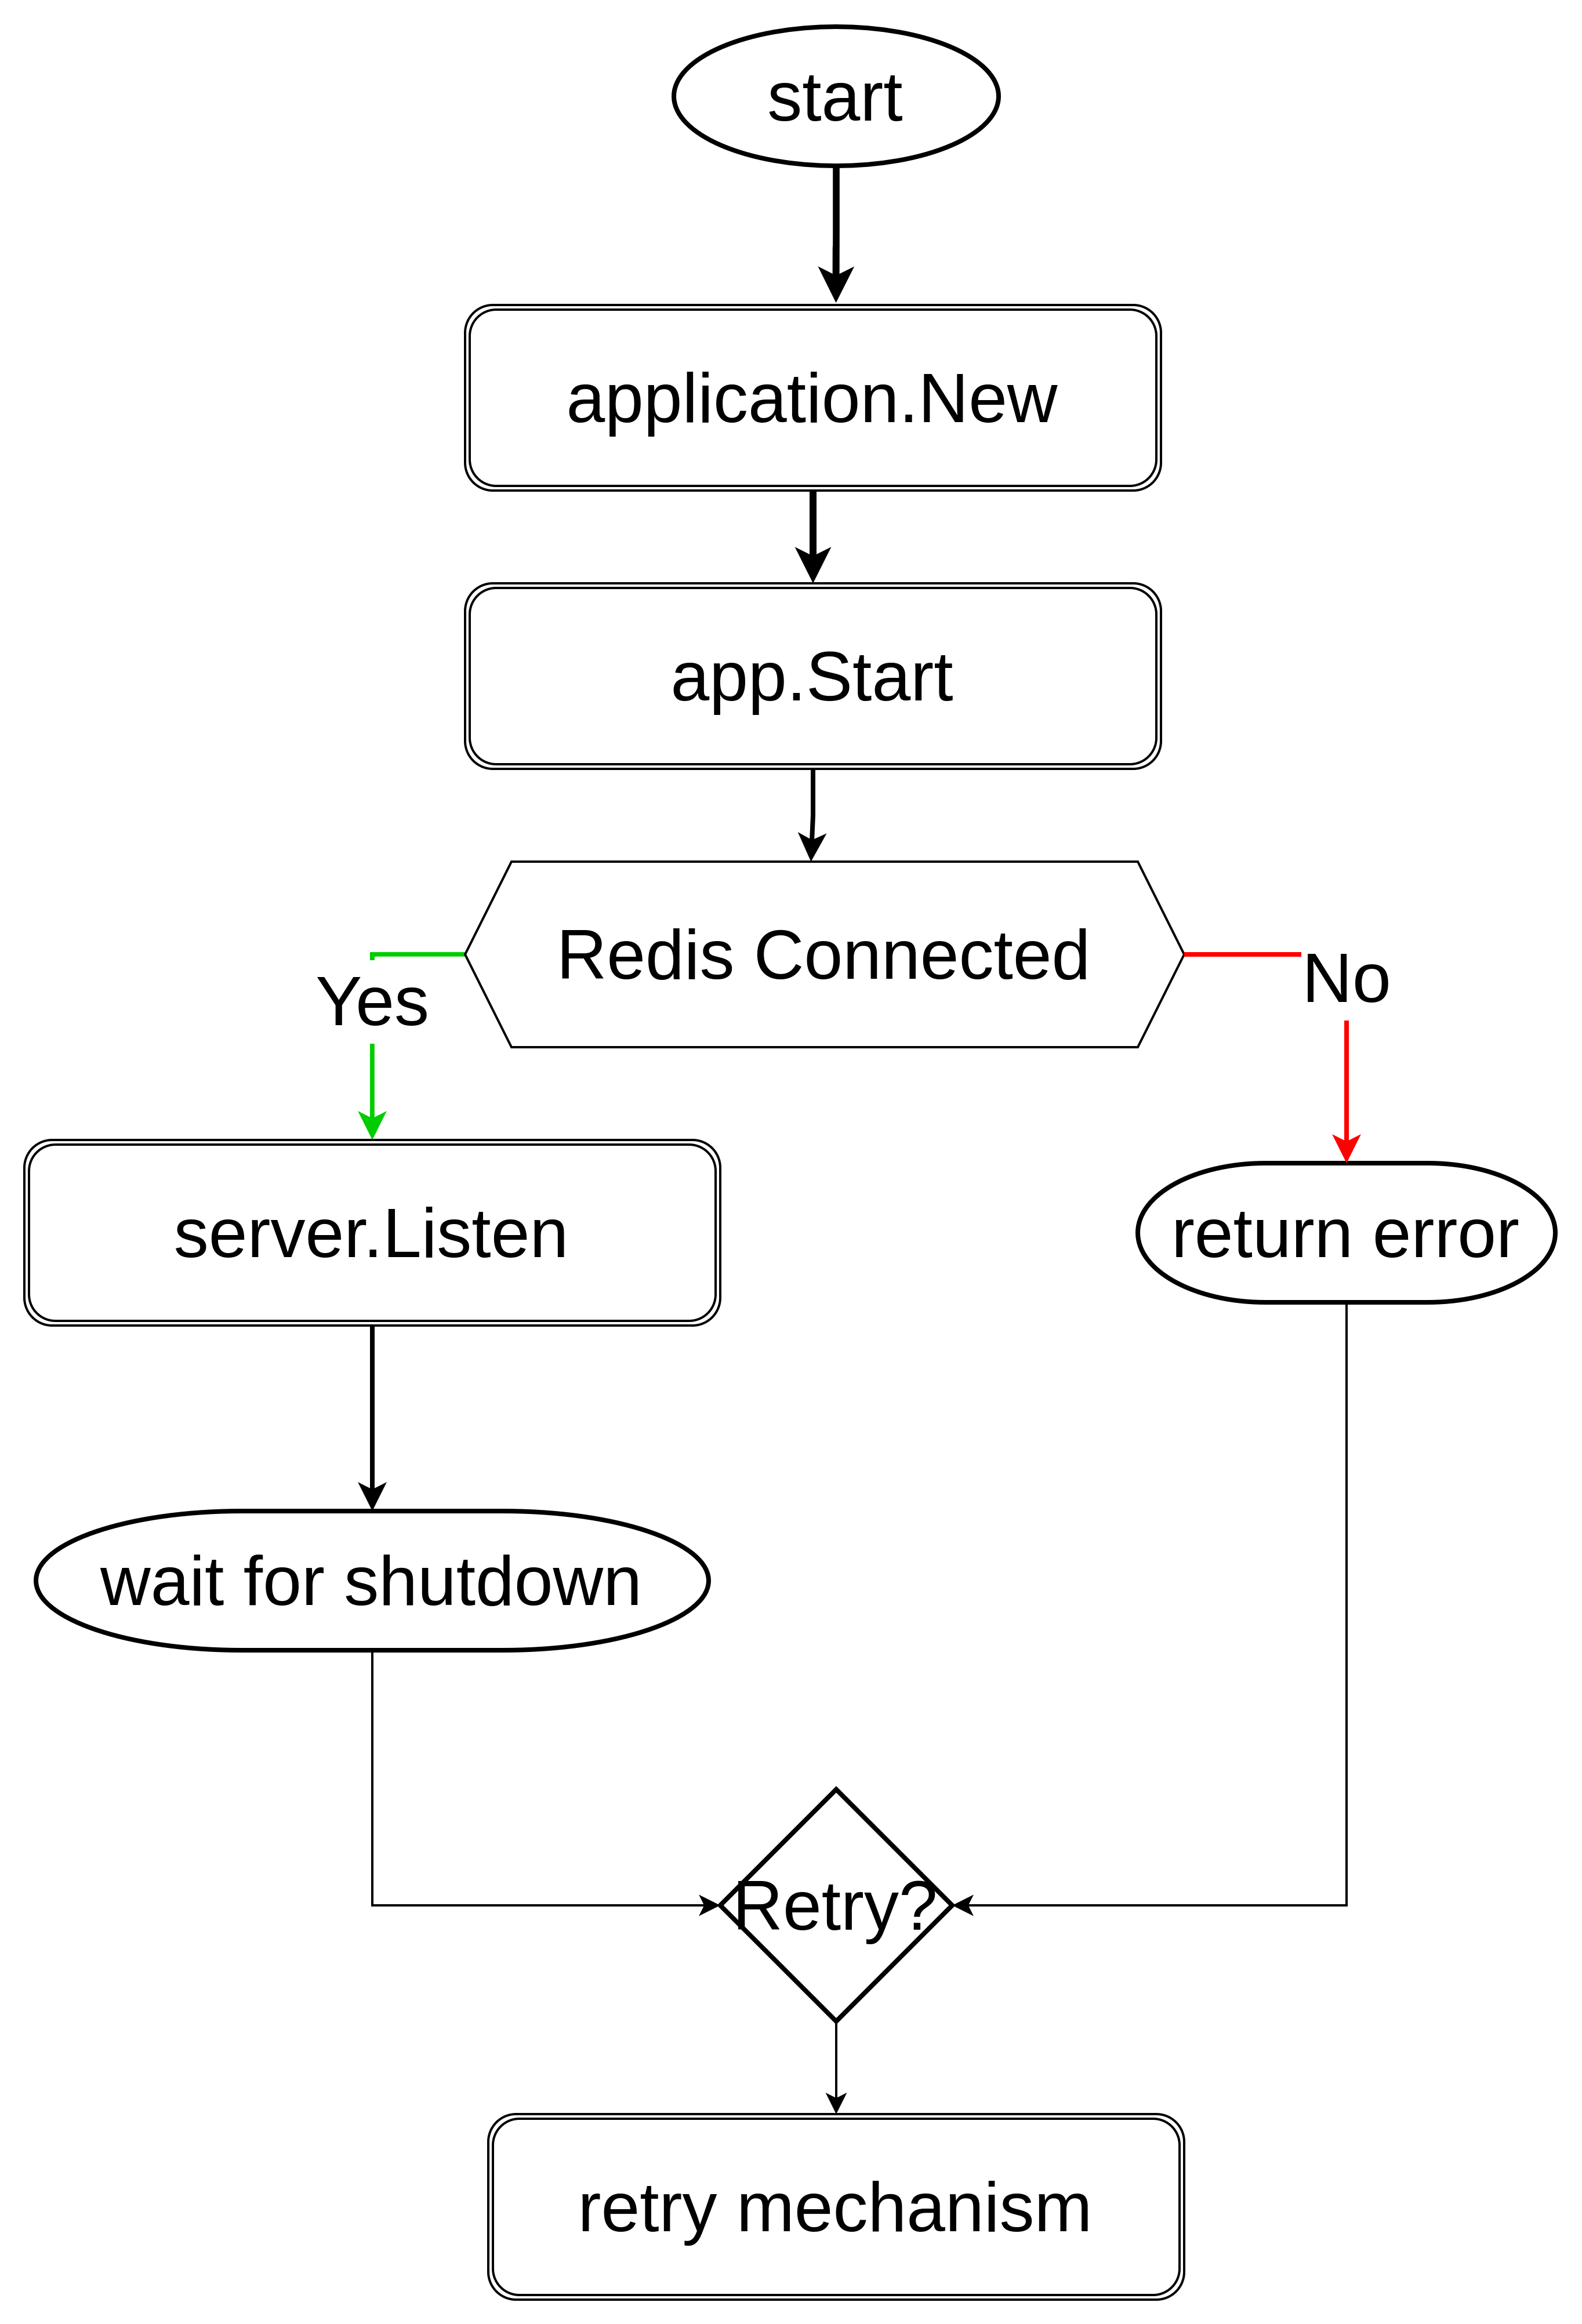 start
application.New
app.Start
Redis Connected
Yes
No
server.Listen
return error
wait for shutdown
Retry?
retry mechanism